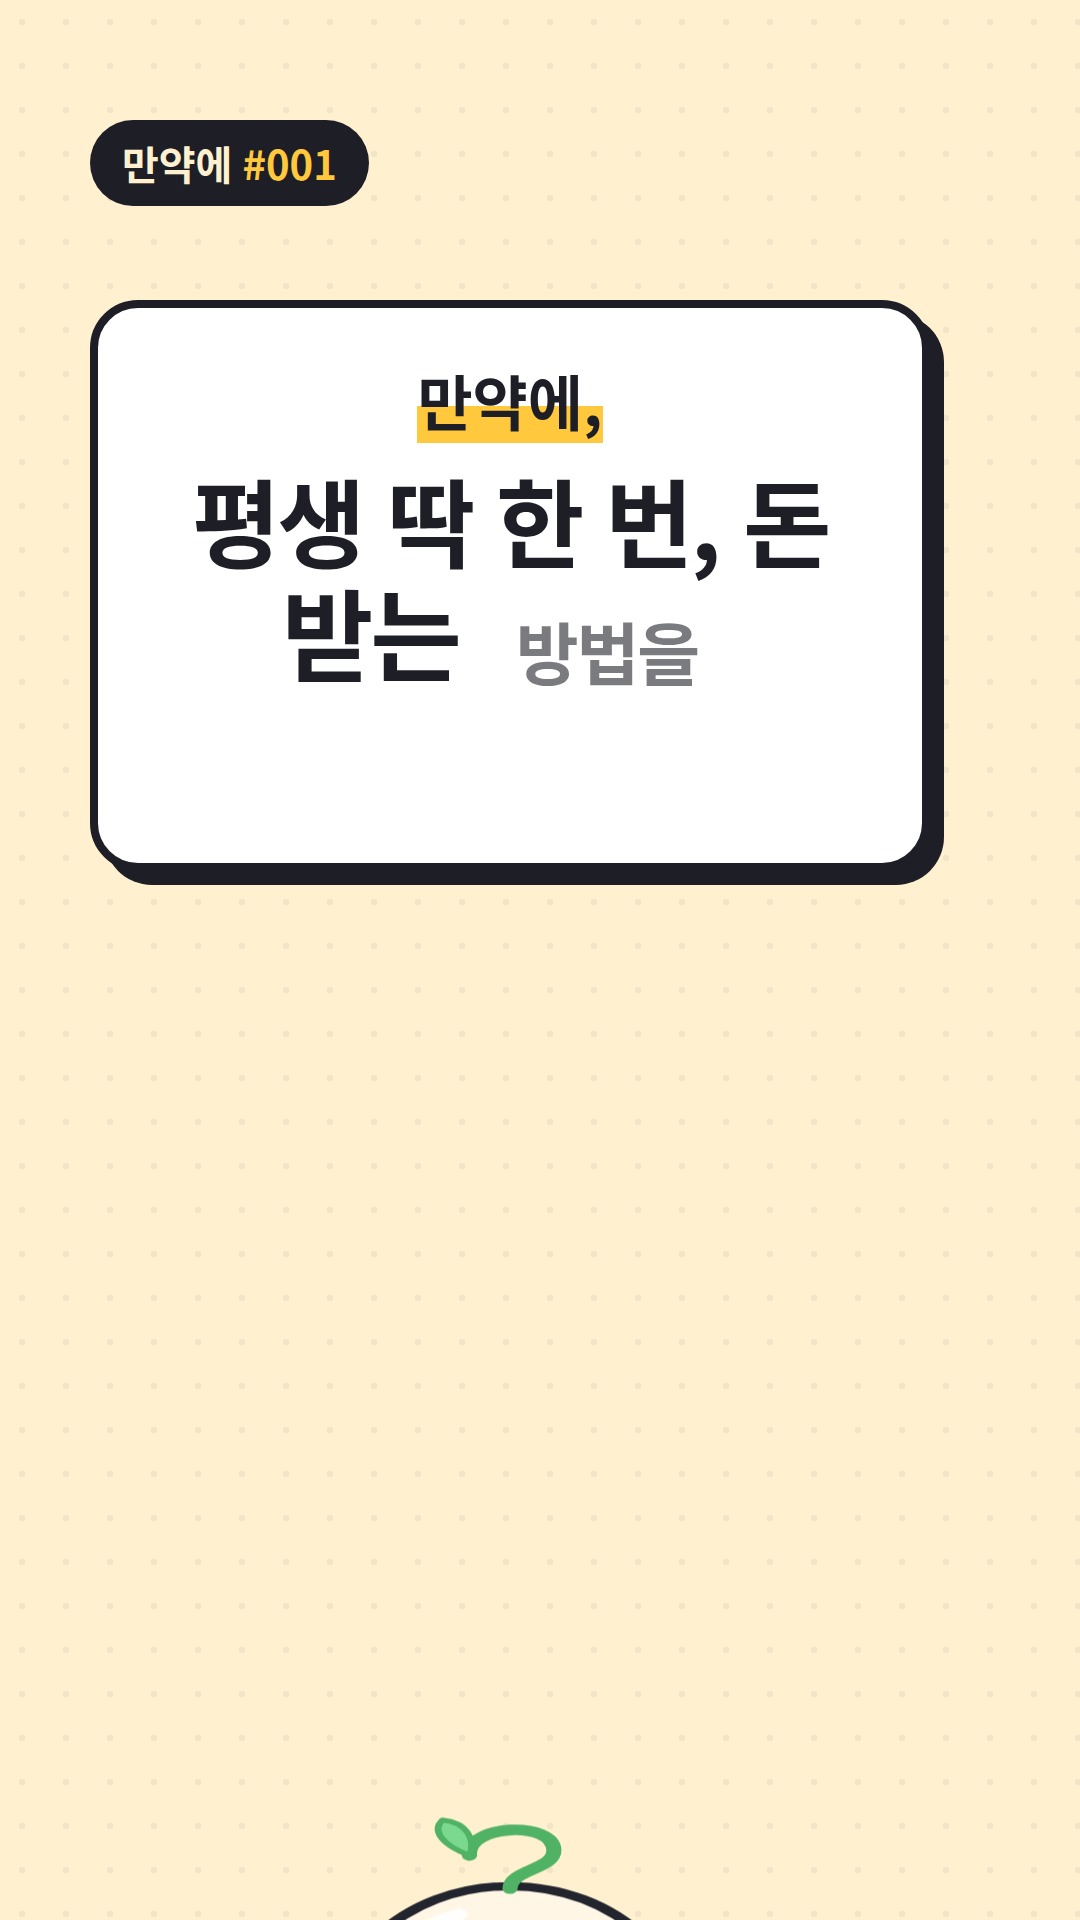 만약에 #001
만약에,
평생 딱 한 번, 돈
받는 방법을